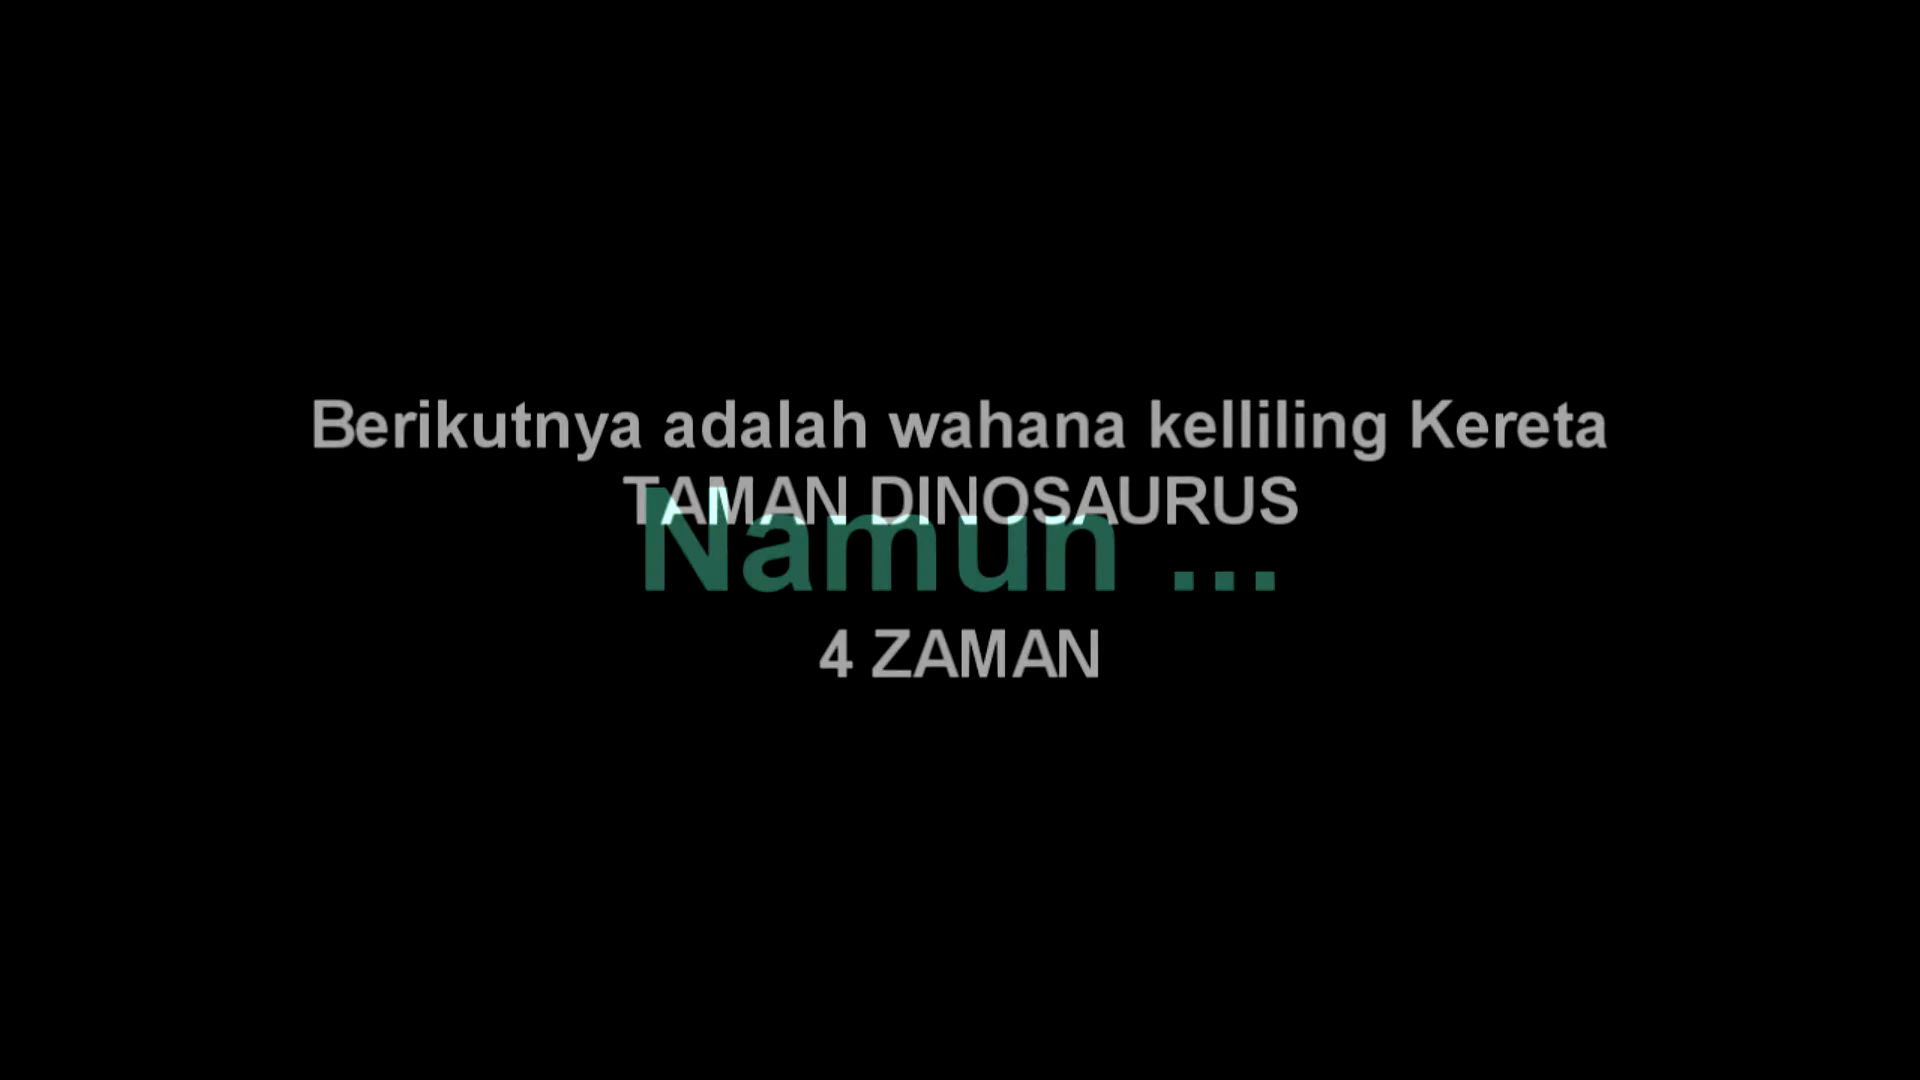 Berikutnya adalah wahana kelliling Kereta
TAMAN DINOSAURUS
Namun ...
4 ZAMAN